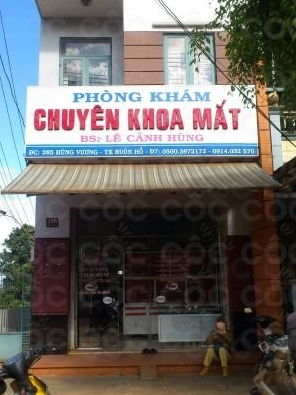 PHÒNG KHÁM
CHUYÊN KHOA MẮT
BS: LÊ CẢNH HÙNG
ĐC: 385 HÙNG VƯƠNG - TX BUÔN HỒ - ĐT: 0500.3872172 - 0914.032 570